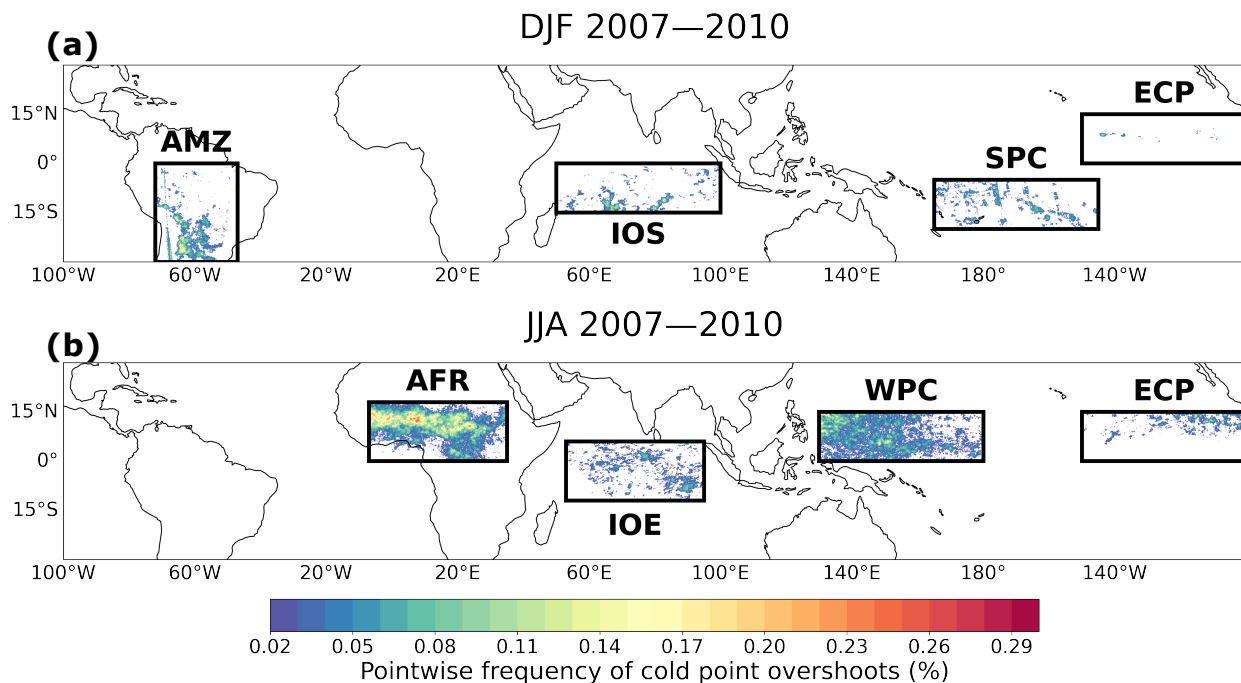 DJF 2007—2010
(a)
ECP
15°N
AMZ
SPC
0°
15°S
IOS
100°W 60°W 20°W 20°E 60°E 100°E 140°E 180° 140°W
JJA 2007—2010
(b)
AFR WPC ECP
15°N
0°
15°S
IOE
100°W 60°W 20°W 20°E 60°E 100°E 140°E 180° 140°W
0.02 0.05 0.08 0.11 0.14 0.17 0.20 0.23 0.26 0.29
Pointwise frequency of cold point overshoots (%)